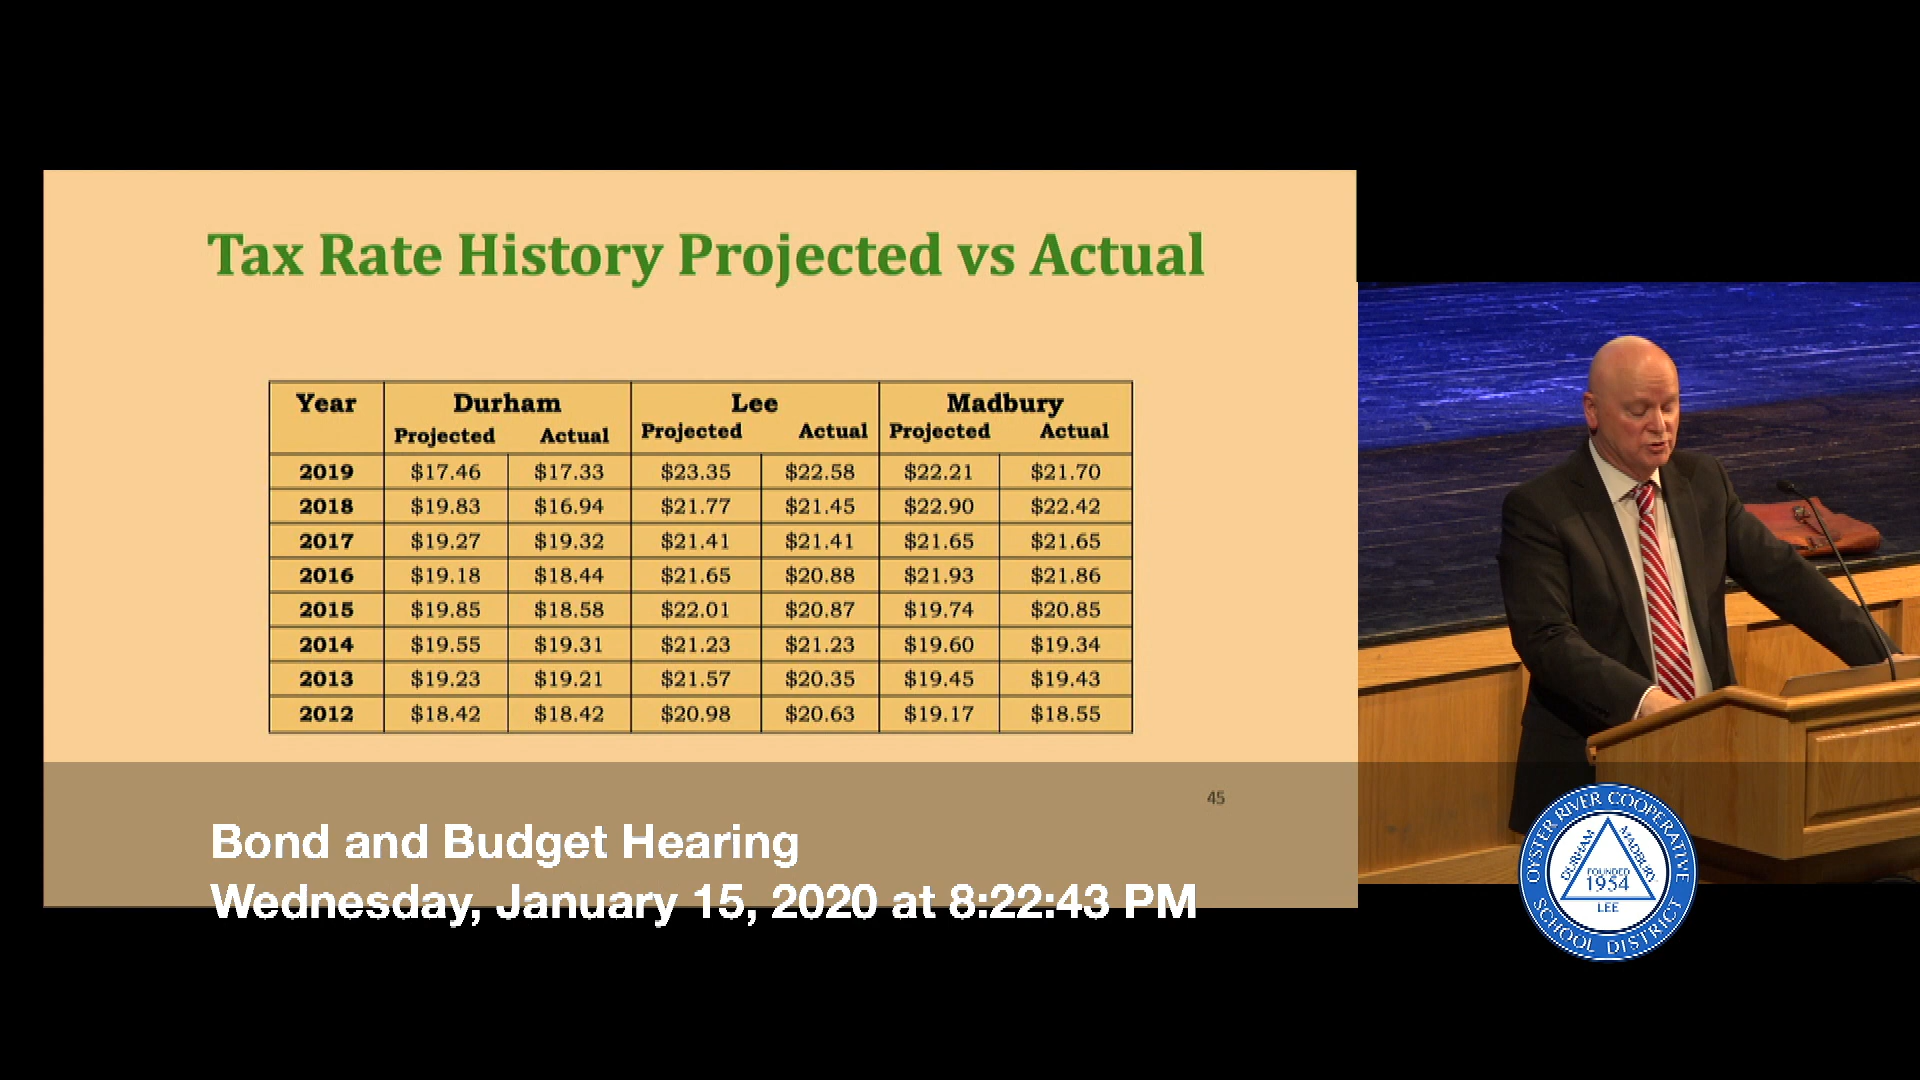 Tax Rate History Projected vs Actual
Year Durham Lee Madbury
Projected Actual Projected Actual Projected Actual
2019 $17.46 $17.33 $23.35 $22.58 $22.21 $21.70
2018 $19.83 $16.94 $21.77 $21.45 $22.90 $22.42
2017 $19.27 $19.32 $21.41 $21.41 $21.65 $21.65
2016 $19.18 $18.44 $21.65 $20.88 $21.93 $21.86
2015 $19.85 $18.58 $22.01 $20.87 $19.74 $20.85
2014 $19.55 $19.31 $21.23 $21.23 $19.60 $19.34
2013 $19.23 $19.21 $21.57 $20.35 $19.45 $19.43
2012 $18.42 $18.42 $20.98 $20.63 $19.17 $18.55
45
Bond and Budget Hearing
Wednesday, January 15, 2020 at 8:22:43 PM
OYSTER RIVER COOPERATIVE
DURHAM
MADBURY
FOUNDED
1954
LEE
SCHOOL DISTRICT